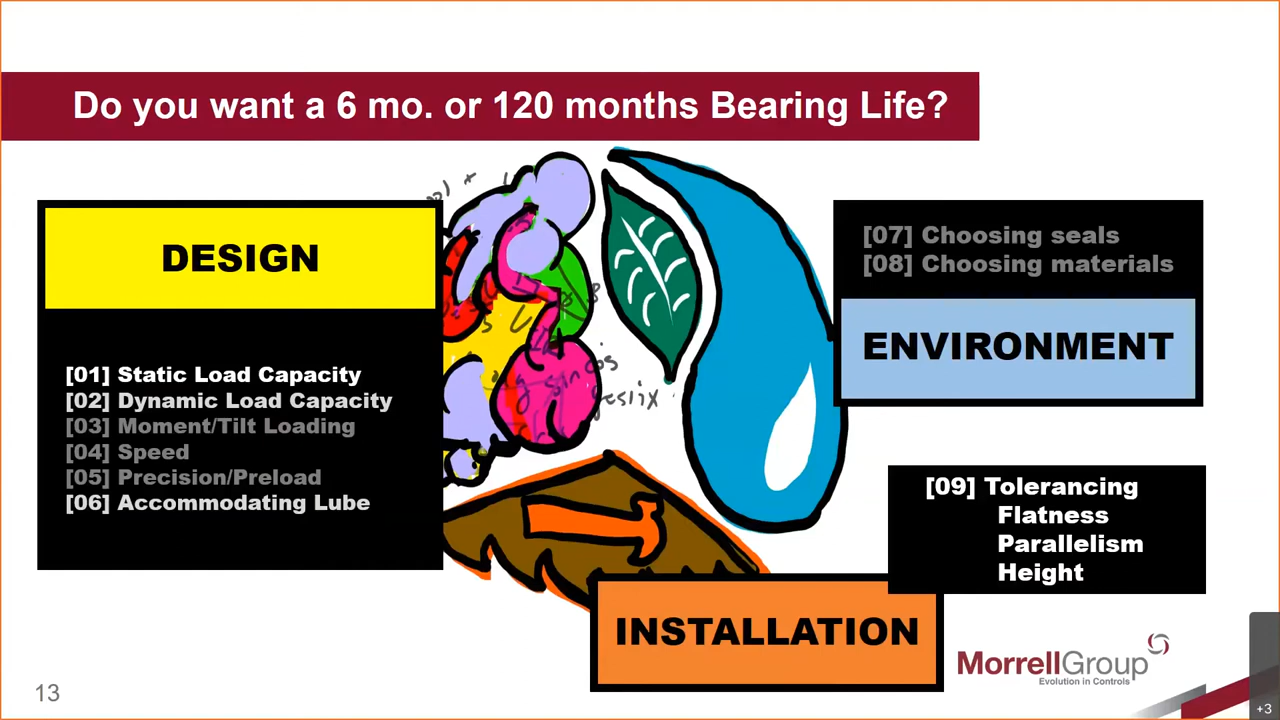 Do you want a 6 mo. or 120 months Bearing Life?
DESIGN
[01] Static Load Capacity
[02] Dynamic Load Capacity
[03] Moment/Tilt Loading
[04] Speed
[05] Precision/Preload
[06] Accommodating Lube
[07] Choosing seals
[08] Choosing materials
ENVIRONMENT
[09] Tolerancing
Flatness
Parallelism
Height
INSTALLATION
MorrellGroup
Evolution in Controls
13
+3